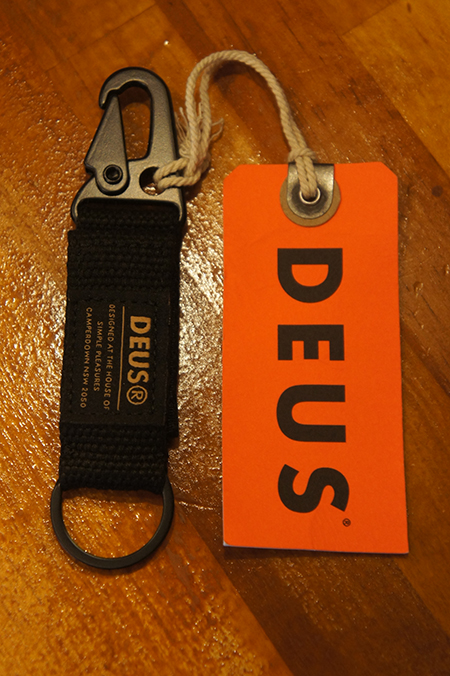 DEUS®
DESIGNED AT THE HOUSE OF
SIMPLE PLEASURES
CAMPERDOWN NSW 2050
DEUS®